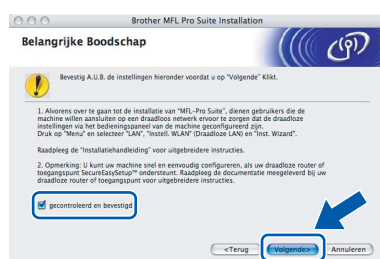 Brother MFL Pro Suite Installation
Belangrijke Boodschap
Bevestig A.U.B. de instellingen hieronder voordat u op "Volgende" Klikt.
1. Alvorens over te gaan tot de installatie van "MFL-Pro Suite", dienen gebruikers die de
machine willen aansluiten op een draadloos netwerk ervoor te zorgen dat de draadloze
instellingen via het bedieningspaneel van de machine geconfigureerd zijn.
Druk op "Menu" en selecteer "LAN", "Instell. WLAN (Draadloze LAN) en "Inst. Wizard".
Raadpleeg de "Installatiehandleiding" voor uitgebreidere instructies.
2. Opmerking: U kunt uw machine snel en eenvoudig configureren, als uw draadloze router of
toegangspunt SecureEasySetup™ ondersteunt. Raadpleeg de documentatie meegeleverd bij uw
draadloze router of toegangspunt voor uitgebreidere instructies.
gecontroleerd en bevestigd
<Terug
Volgende>
Annuleren